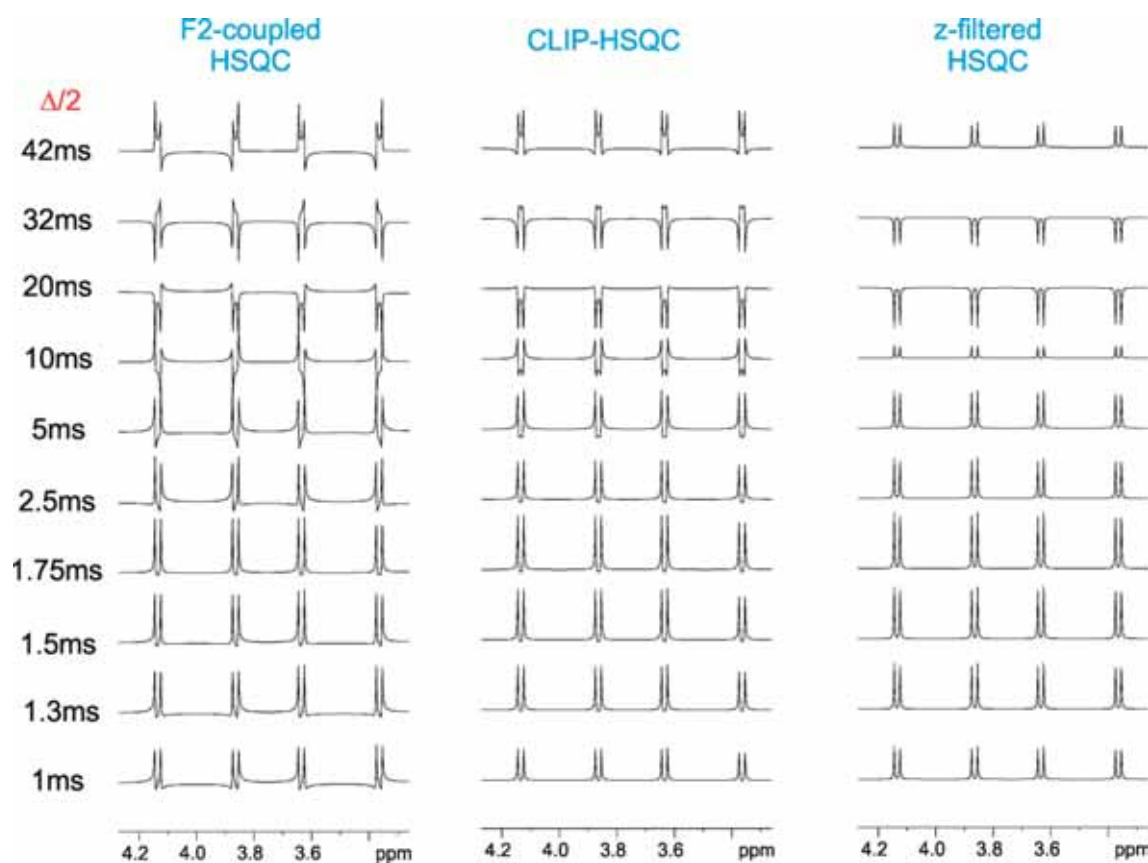 F2-coupled
HSQC
CLIP-HSQC
z-filtered
HSQC
Δ/2
42ms
32ms
20ms
10ms
5ms
2.5ms
1.75ms
1.5ms
1.3ms
1ms
4.2 4.0 3.8 3.6 ppm
4.2 4.0 3.8 3.6 ppm
4.2 4.0 3.8 3.6 ppm